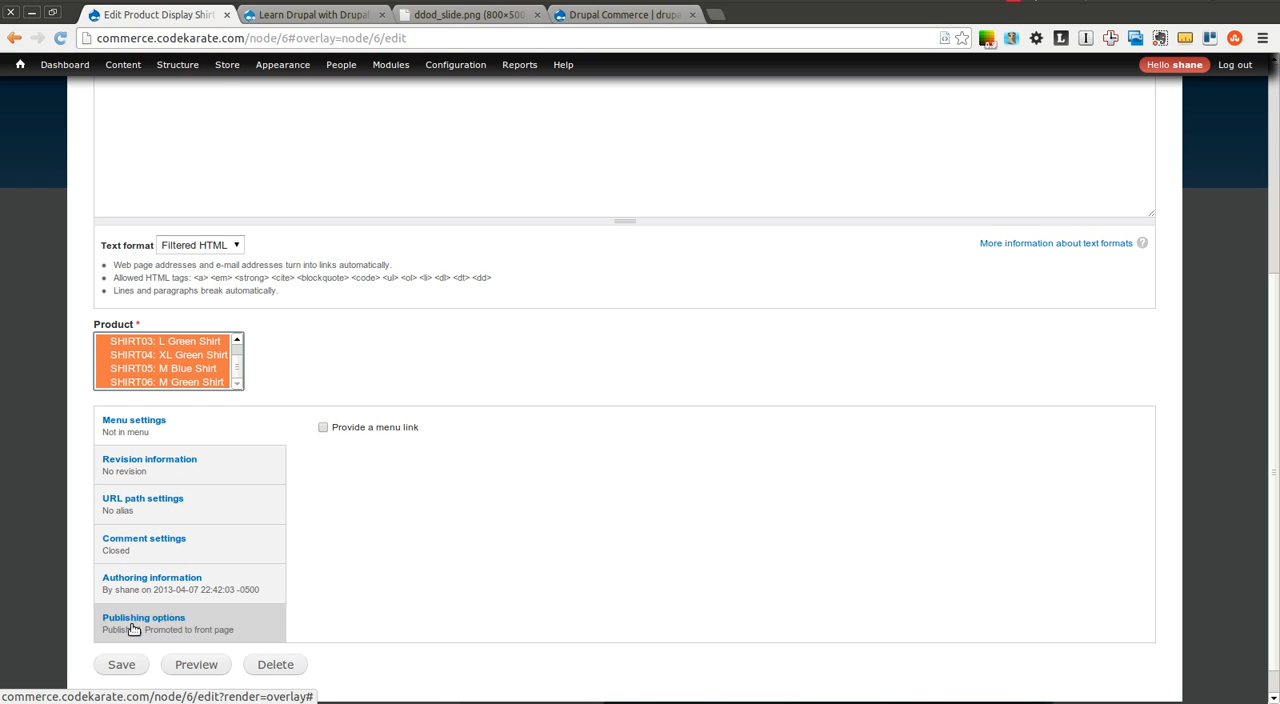 Edit Product Display Shirt
Learn Drupal with Drupal
ddod_slide.png (800×500
Drupal Commerce | drupa
commerce.codekarate.com/node/6#overlay=node/6/edit
Dashboard Content Structure Store Appearance People Modules Configuration Reports Help Hello shane Log out
Text format Filtered HTML
More information about text formats ?
Web page addresses and e-mail addresses turn into links automatically.
Allowed HTML tags: <a> <em> <strong> <cite> <blockquote> <code> <ul> <ol> <li> <dl> <dt> <dd>
Lines and paragraphs break automatically.
Product *
SHIRT03: L Green Shirt
SHIRT04: XL Green Shirt
SHIRT05: M Blue Shirt
SHIRT06: M Green Shirt
Menu settings
Not in menu
Provide a menu link
Revision information
No revision
URL path settings
No alias
Comment settings
Closed
Authoring information
By shane on 2013-04-07 22:42:03 -0500
Publishing options
Publish Promoted to front page
Save Preview Delete
commerce.codekarate.com/node/6/edit?render=overlay#